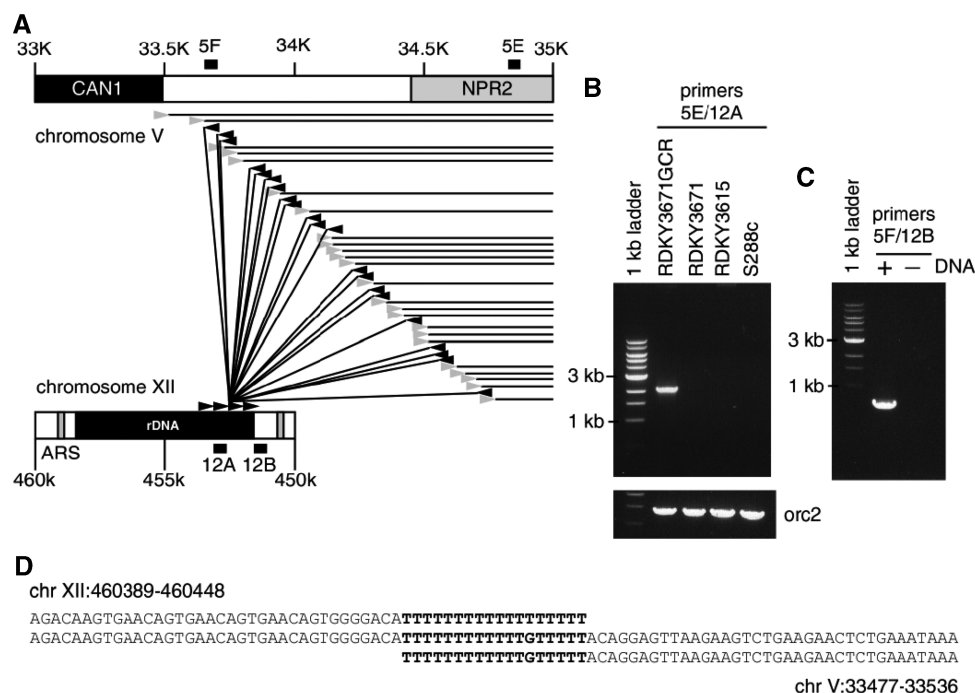 A
33K 33.5K 5F 34K 34.5K 5E 35K
CAN1 NPR2
chromosome V
chromosome XII
rDNA
ARS 12A 12B
460k 455k 450k
B
primers
5E/12A
1 kb ladder
RDKY3671GCR
RDKY3671
RDKY3615
S288c
3 kb
1 kb
orc2
C
1 kb ladder
primers
5F/12B
+ – DNA
3 kb
1 kb
D
chr XII:460389-460448
AGACAAGTGAACAGTGAACAGTGAACAGTGGGGACATTTTTTTTTTTTTTTTTT
AGACAAGTGAACAGTGAACAGTGAACAGTGGGGACATTTTTTTTTTTTGTTTTTACAGGAGTTAAGAAGTCTGAAGAACTCTGAAATAAA
TTTTTTTTTTTTGTTTTTACAGGAGTTAAGAAGTCTGAAGAACTCTGAAATAAA
chr V:33477-33536